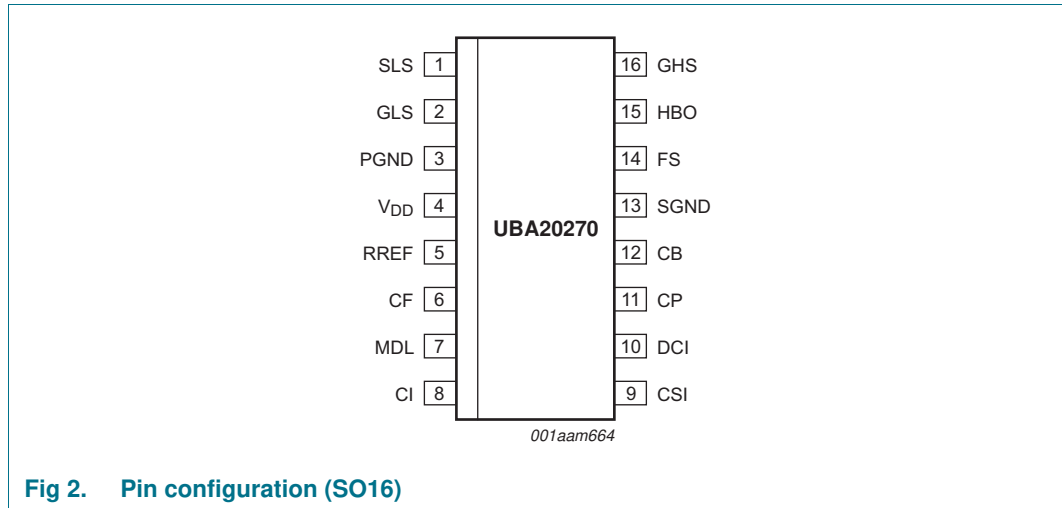 SLS 1 16 GHS
GLS 2 15 HBO
PGND 3 14 FS
VDD 4 13 SGND
UBA20270
RREF 5 12 CB
CF 6 11 CP
MDL 7 10 DCI
CI 8 9 CSI
001aam664
Fig 2. Pin configuration (SO16)